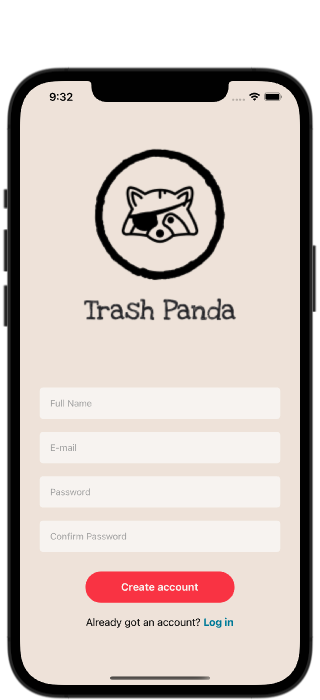 9:32
Trash Panda
Full Name
E-mail
Password
Confirm Password
Create account
Already got an account? Log in